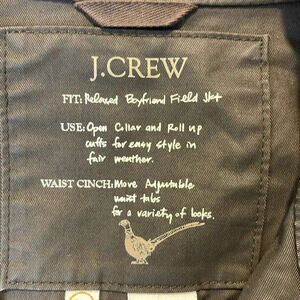 J.CREW
FIT: Relaxed Boyfriend Field Jkt
USE: Open Collar and Roll up
cuffs for easy style in
fair weather.
WAIST CINCH: More Adjustable
waist tabs
for a variety of looks.